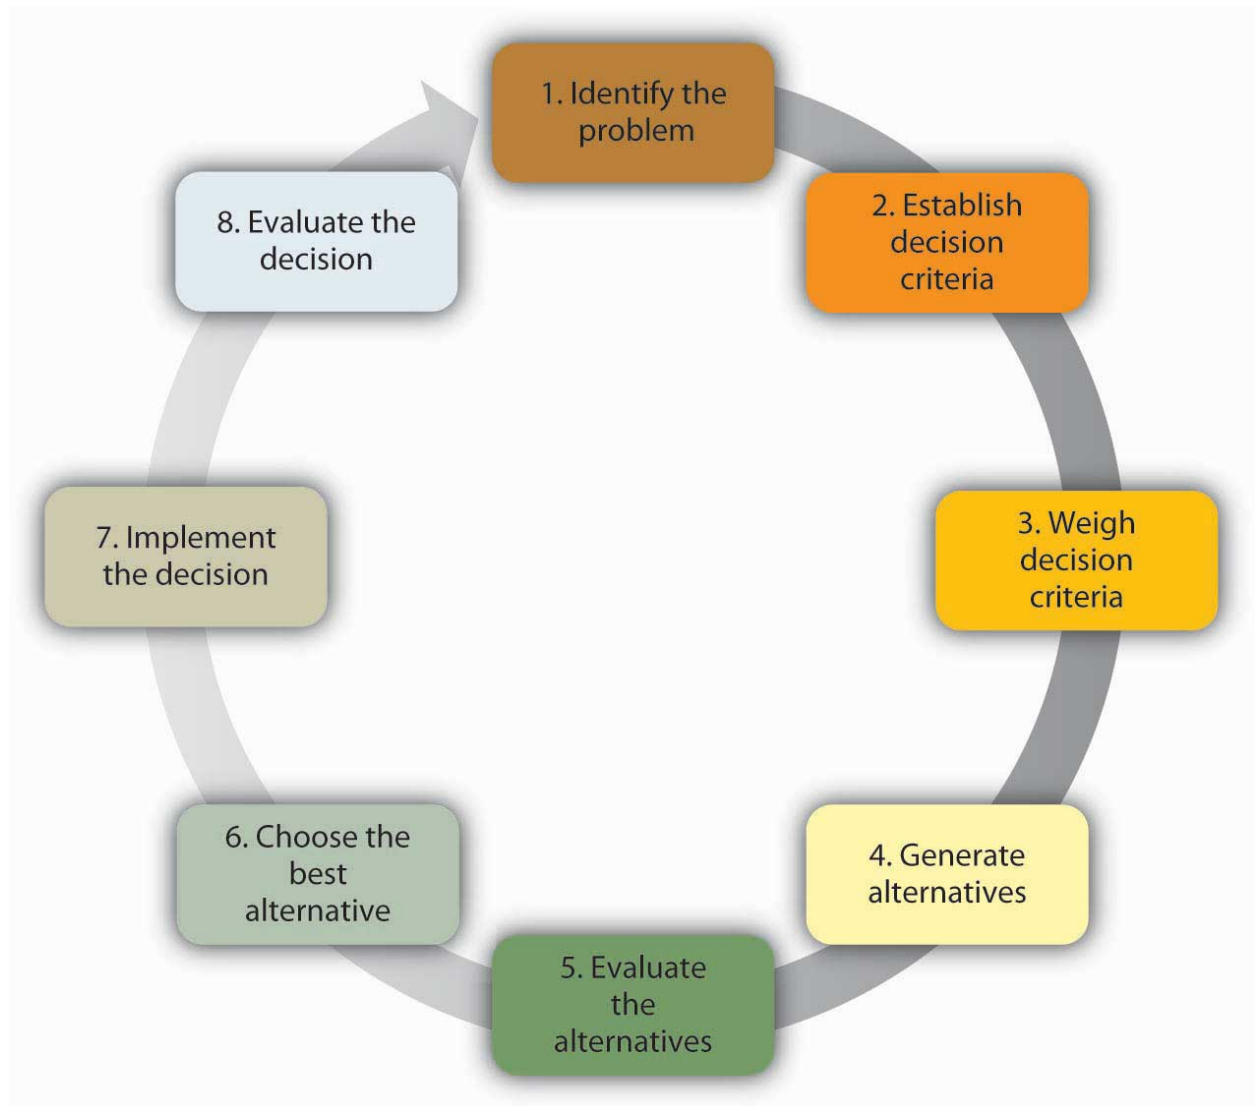 1. Identify the
problem
2. Establish
decision
criteria
3. Weigh
decision
criteria
4. Generate
alternatives
5. Evaluate
the
alternatives
6. Choose the
best
alternative
7. Implement
the decision
8. Evaluate the
decision